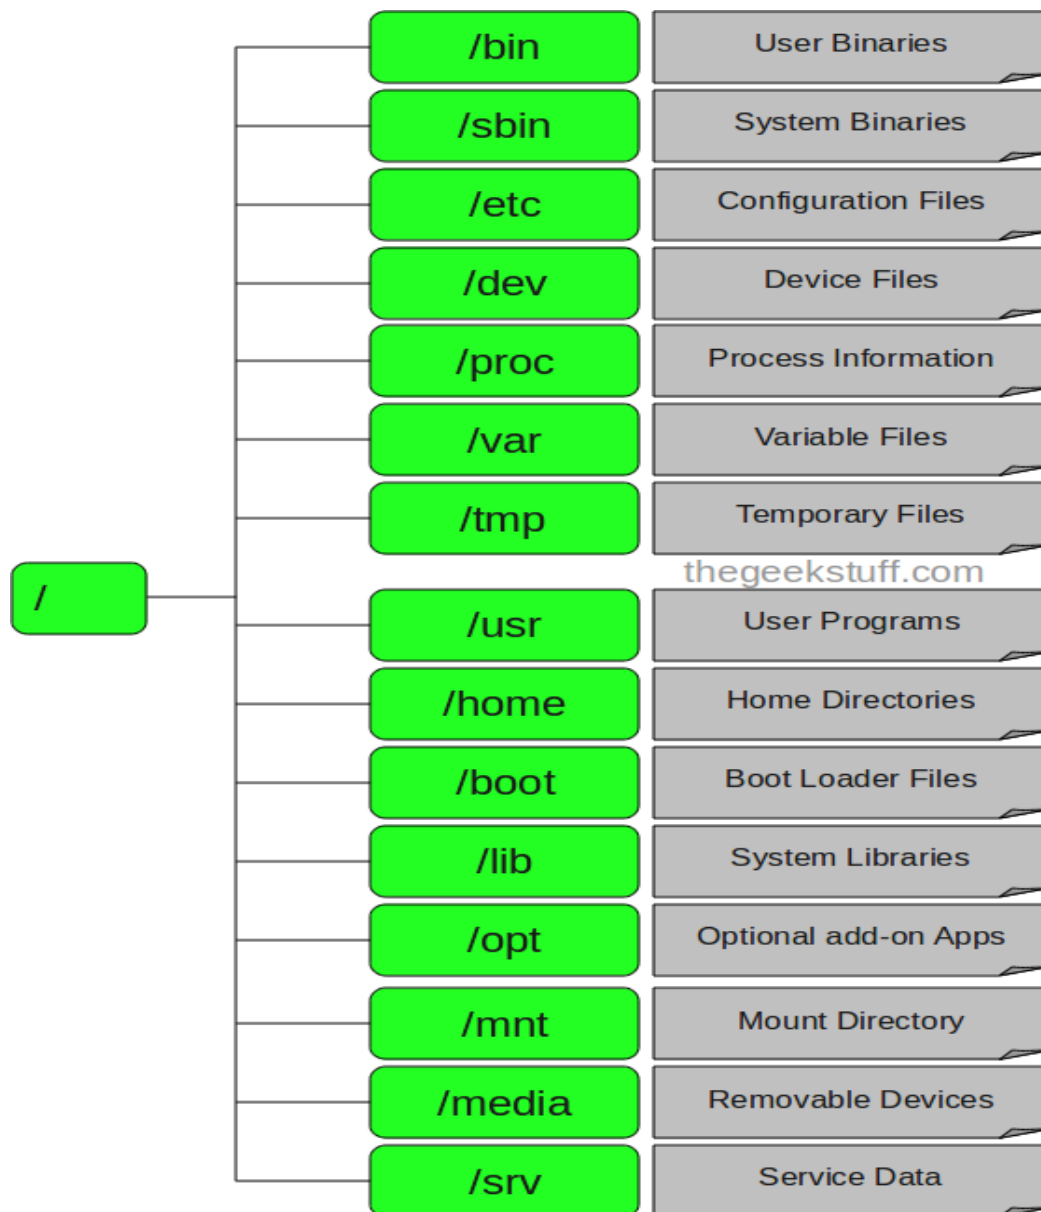 /bin
User Binaries
/sbin
System Binaries
/etc
Configuration Files
/dev
Device Files
/proc
Process Information
/var
Variable Files
/tmp
Temporary Files
thegeekstuff.com
/
/usr
User Programs
/home
Home Directories
/boot
Boot Loader Files
/lib
System Libraries
/opt
Optional add-on Apps
/mnt
Mount Directory
/media
Removable Devices
/srv
Service Data